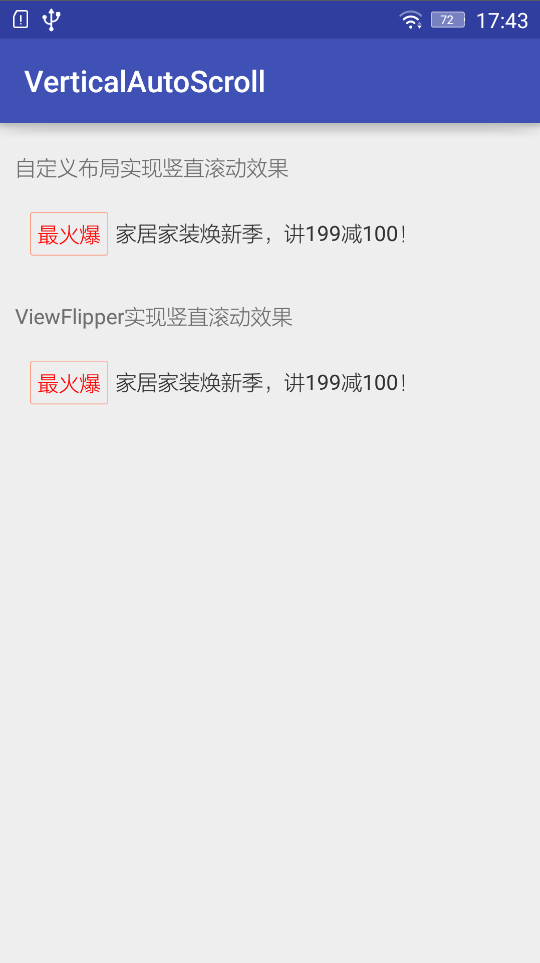 72 17:43
VerticalAutoScroll
自定义布局实现竖直滚动效果
最火爆 家居家装焕新季，讲199减100！
ViewFlipper实现竖直滚动效果
最火爆 家居家装焕新季，讲199减100！